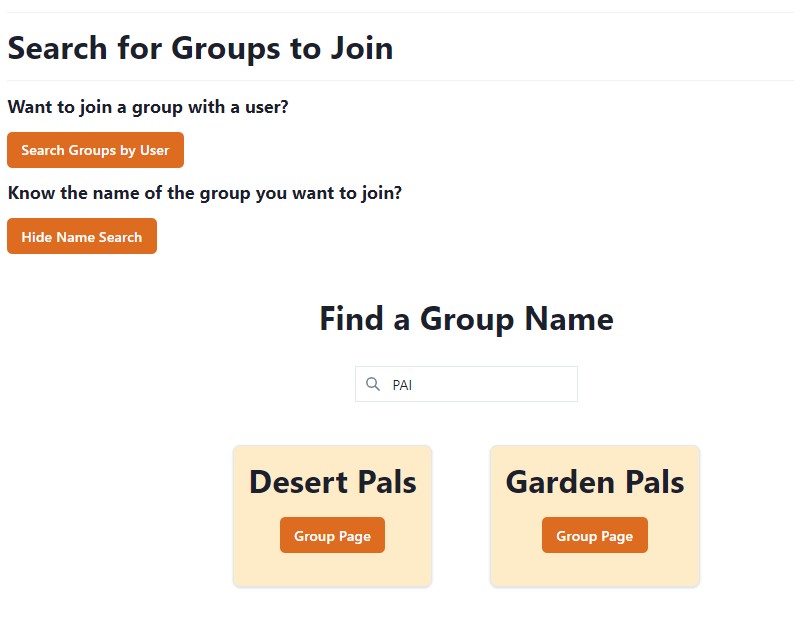 Search for Groups to Join
Want to join a group with a user?
Search Groups by User
Know the name of the group you want to join?
Hide Name Search
Find a Group Name
PAl
Desert Pals
Garden Pals
Group Page
Group Page